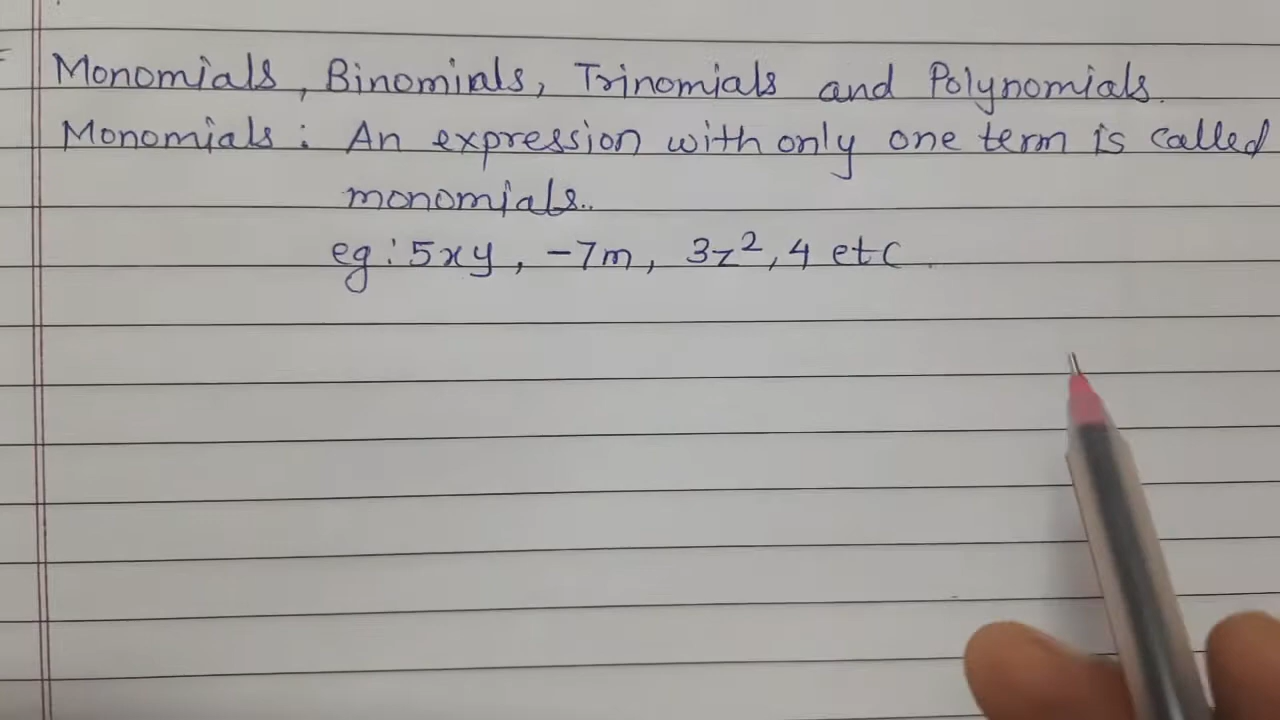 Monomials, Binomials, Trinomials and Polynomials.
Monomials: An expression with only one term is called
monomials..
eg: 5xy, -7m, 3z², 4 etc.